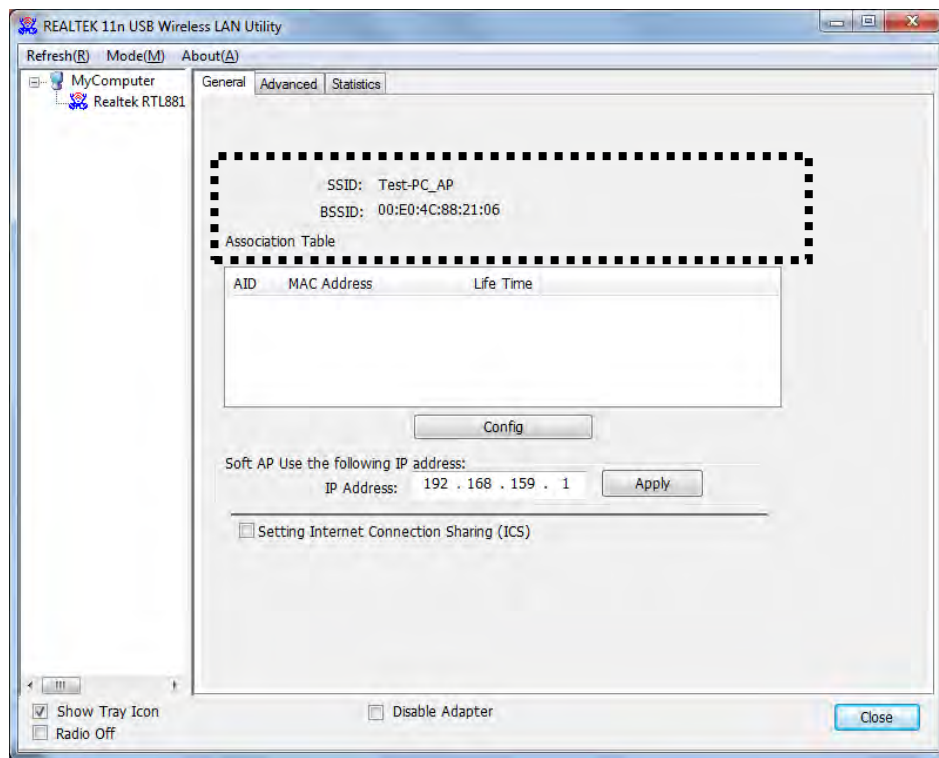 REALTEK 11n USB Wireless LAN Utility
Refresh(R) Mode(M) About(A)
MyComputer
Realtek RTL881
General Advanced Statistics
SSID: Test-PC_AP
BSSID: 00:E0:4C:88:21:06
Association Table
AID MAC Address Life Time
Config
Soft AP Use the following IP address:
IP Address: 192 . 168 . 159 . 1 Apply
Setting Internet Connection Sharing (ICS)
Show Tray Icon Disable Adapter Close
Radio Off